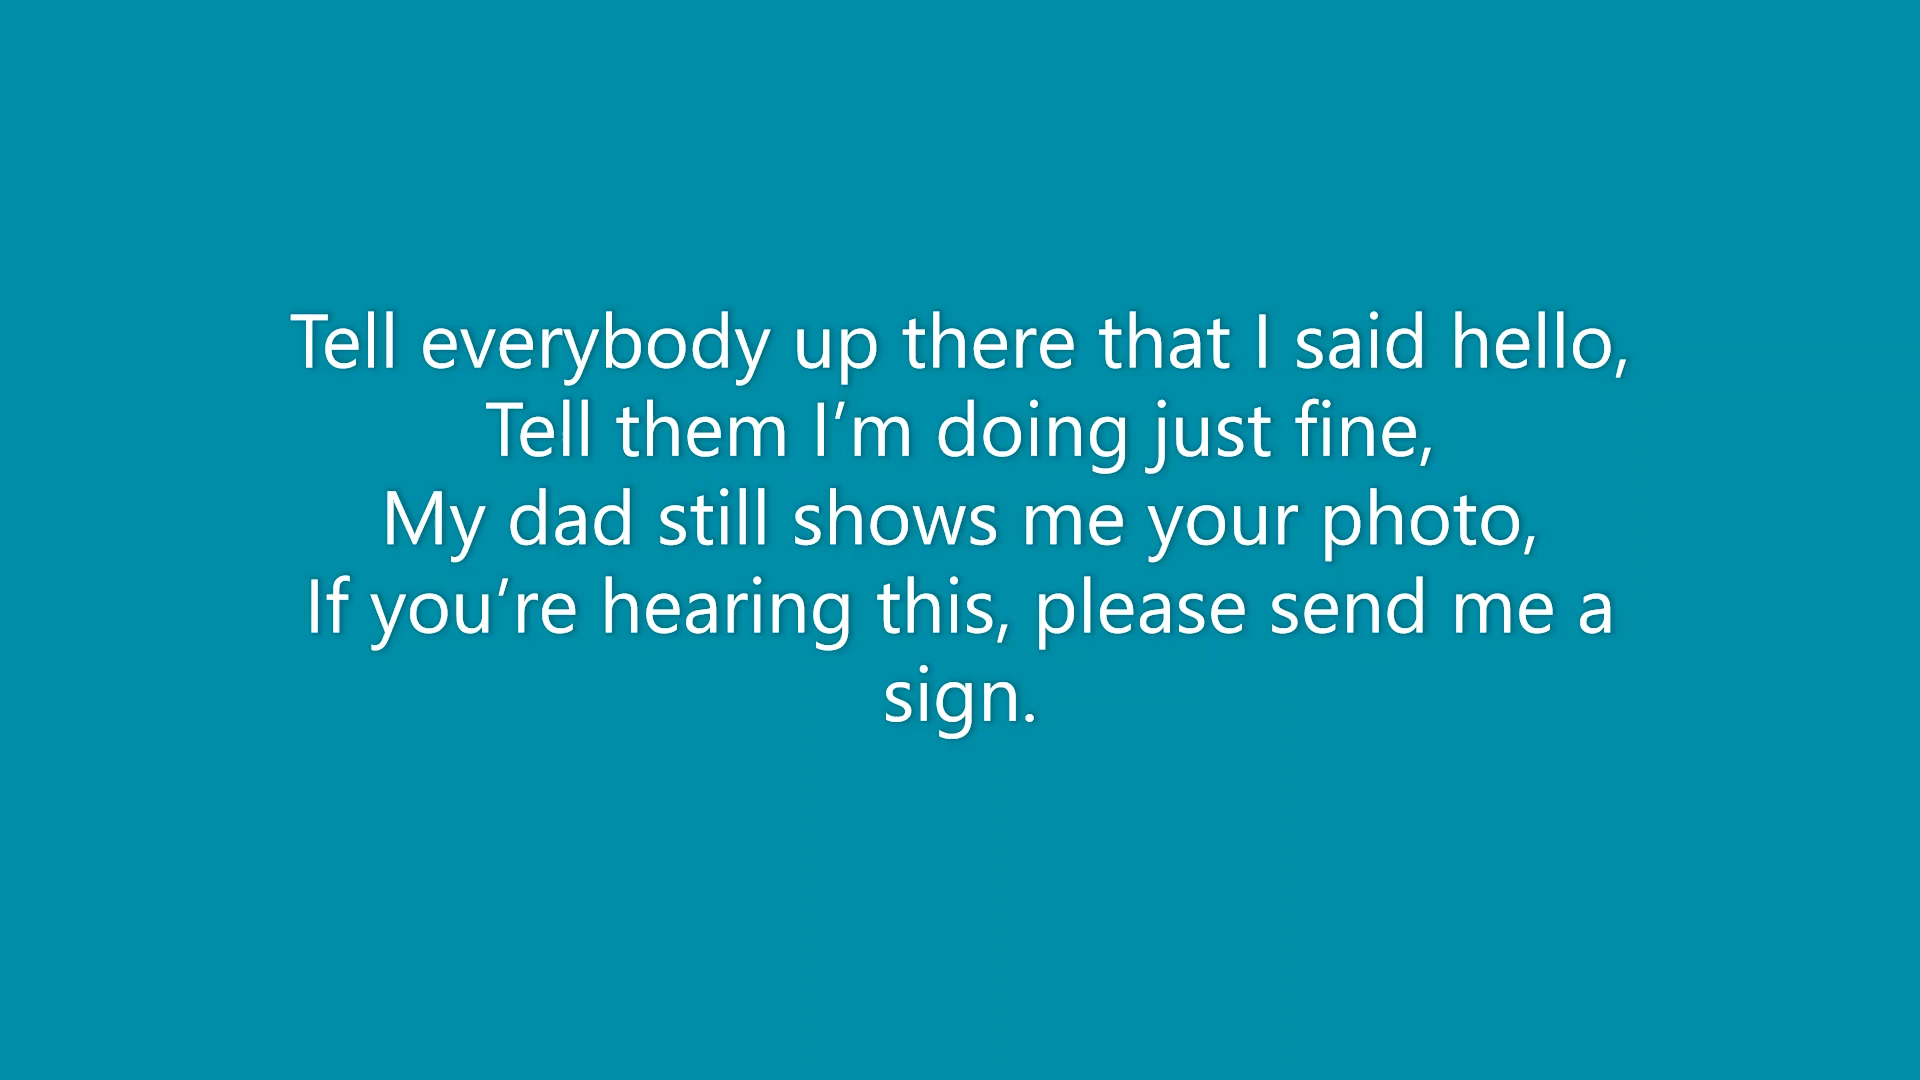 Tell everybody up there that I said hello,
Tell them I’m doing just fine,
My dad still shows me your photo,
If you’re hearing this, please send me a
sign.